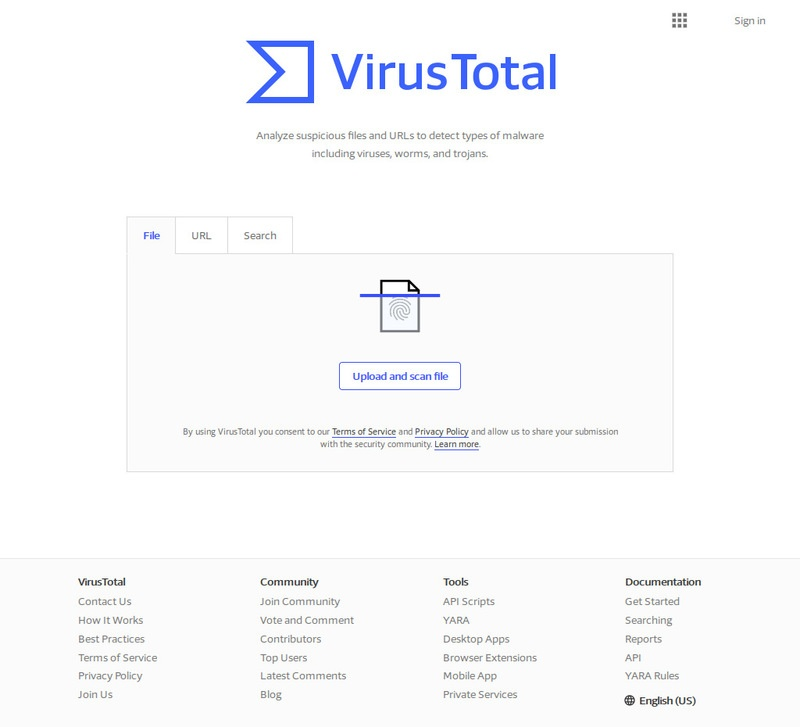 Sign in
VirusTotal
Analyze suspicious files and URLs to detect types of malware
including viruses, worms, and trojans.
File
URL
Search
Upload and scan file
By using VirusTotal you consent to our Terms of Service and Privacy Policy and allow us to share your submission
with the security community. Learn more.
VirusTotal
Contact Us
How It Works
Best Practices
Terms of Service
Privacy Policy
Join Us
Community
Join Community
Vote and Comment
Contributors
Top Users
Latest Comments
Blog
Tools
API Scripts
YARA
Desktop Apps
Browser Extensions
Mobile App
Private Services
Documentation
Get Started
Searching
Reports
API
YARA Rules
English (US)